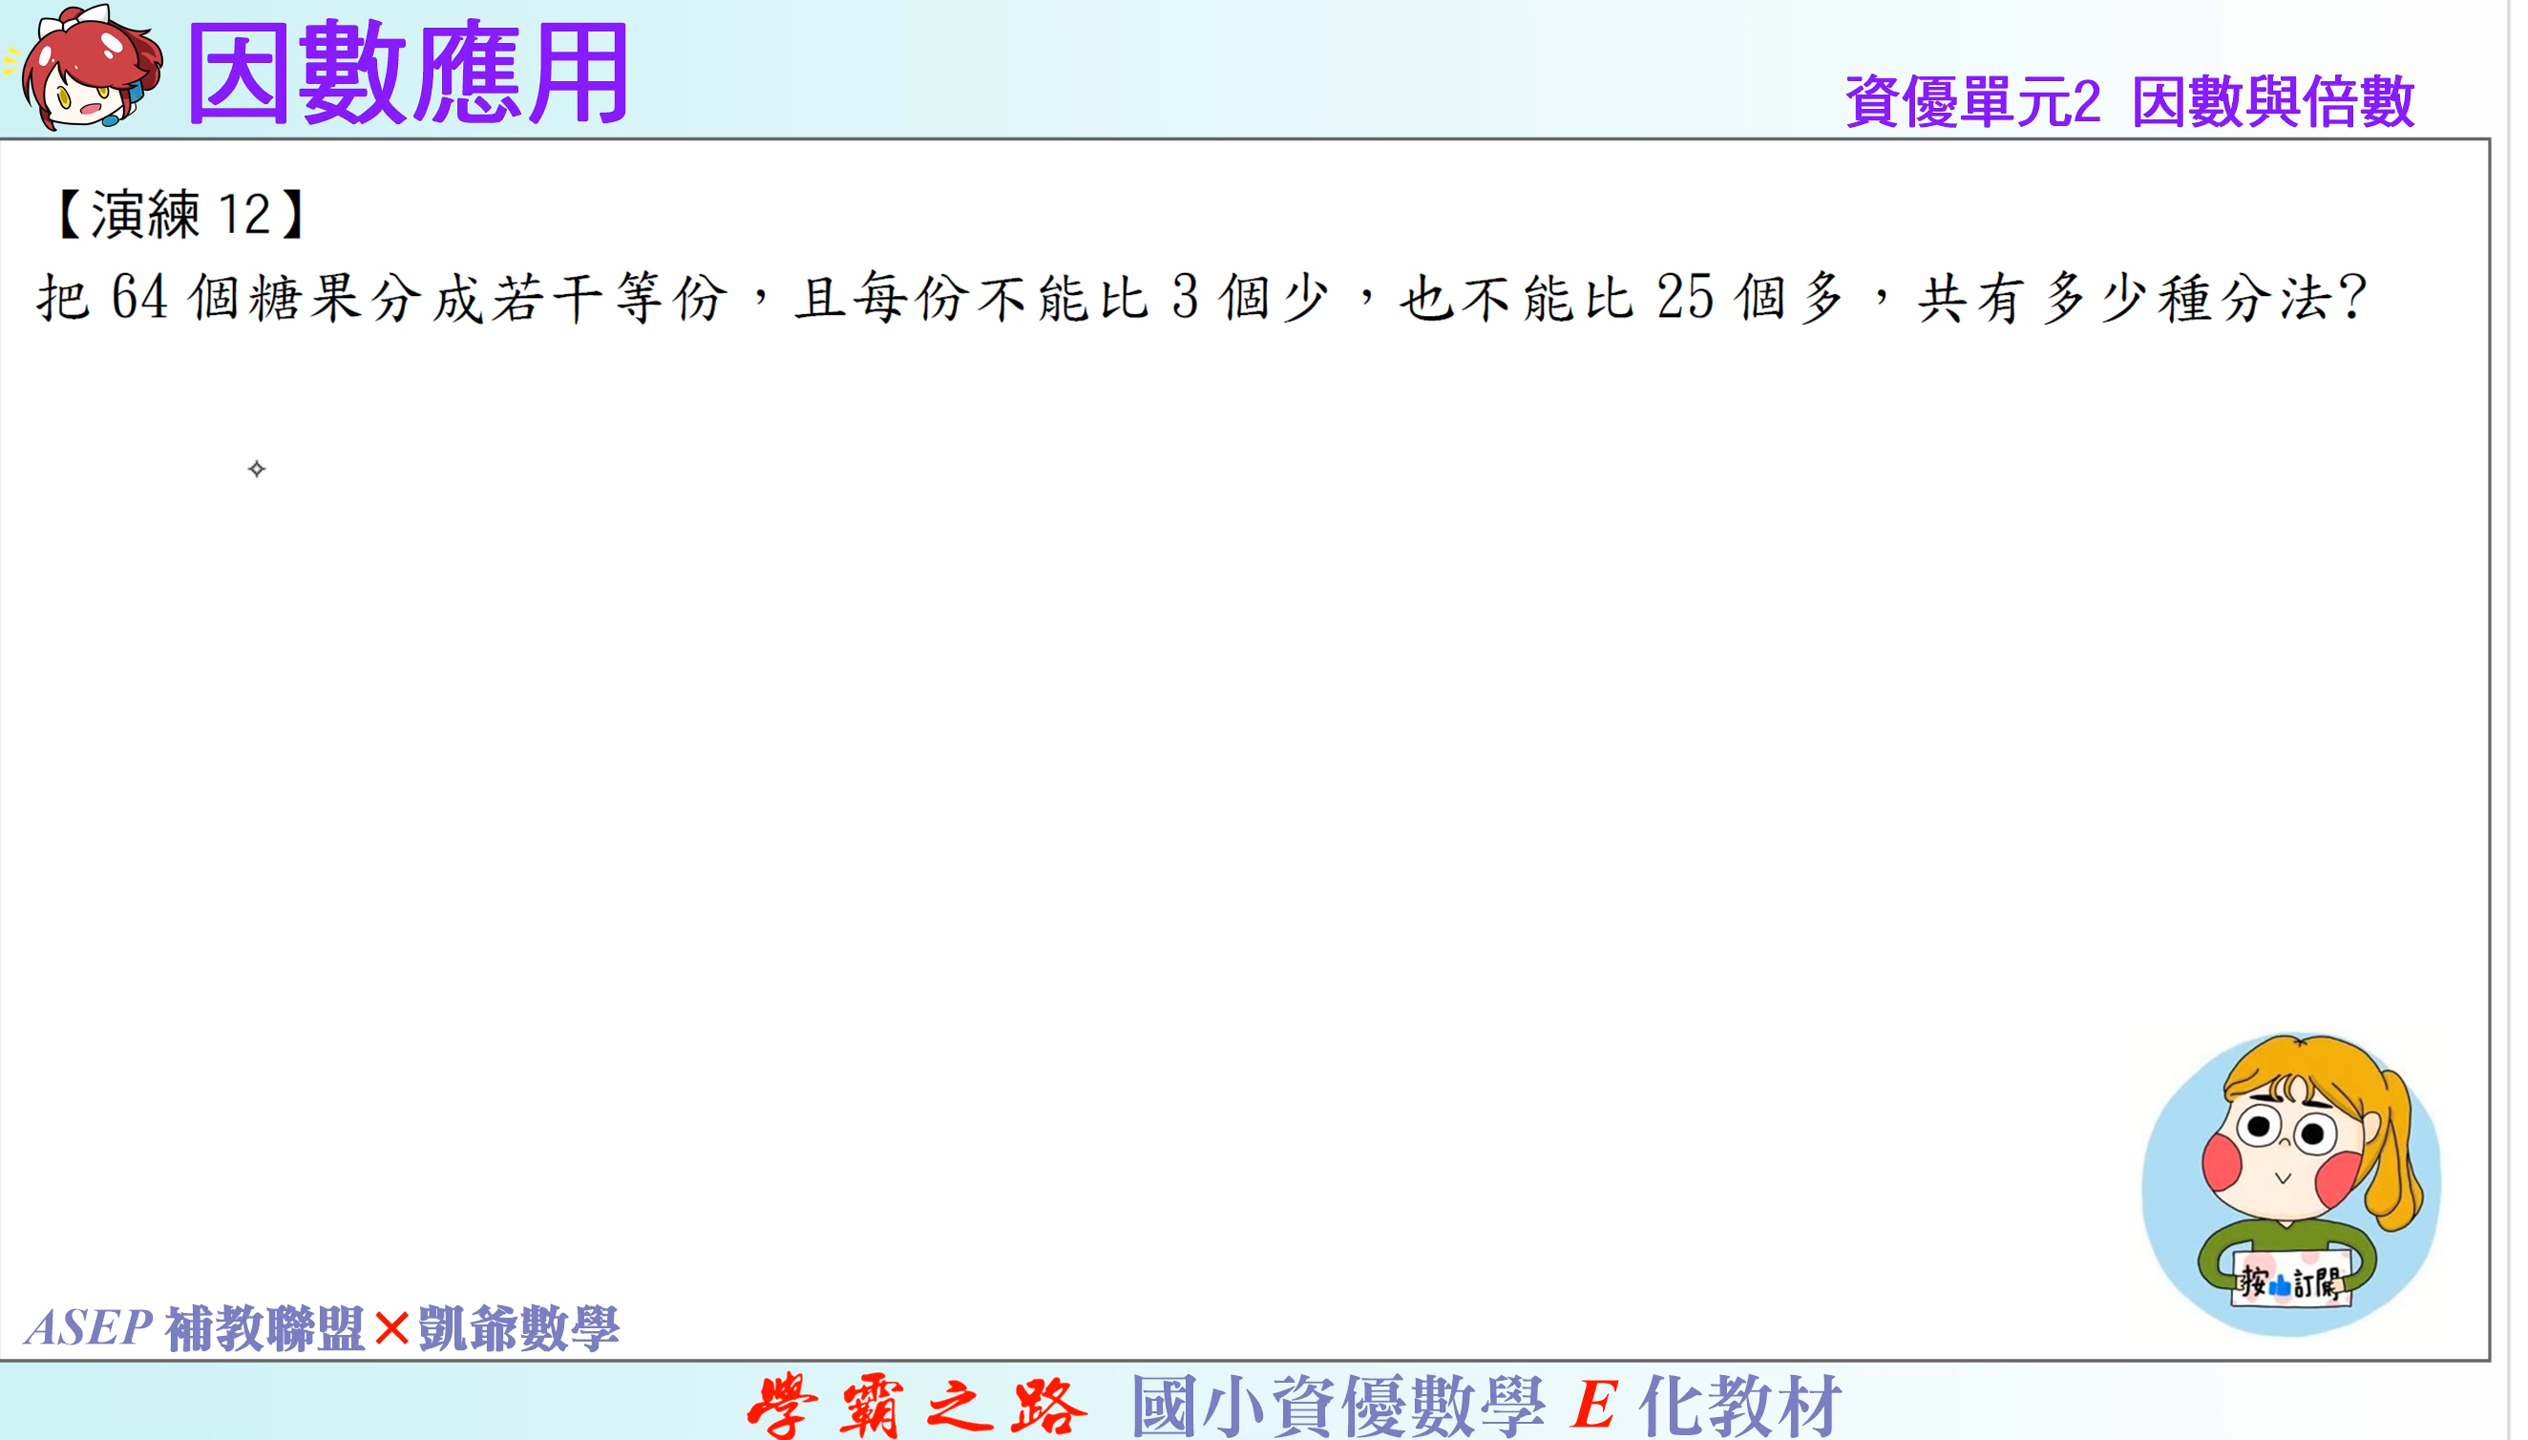 因數應用
資優單元2 因數與倍數
【演練 12】
把 64 個糖果分成若干等份，且每份不能比 3 個少，也不能比 25 個多，共有多少種分法?
按訂閱
ASEP 補教聯盟×凱爺數學
學霸之路 國小資優數學 E 化教材